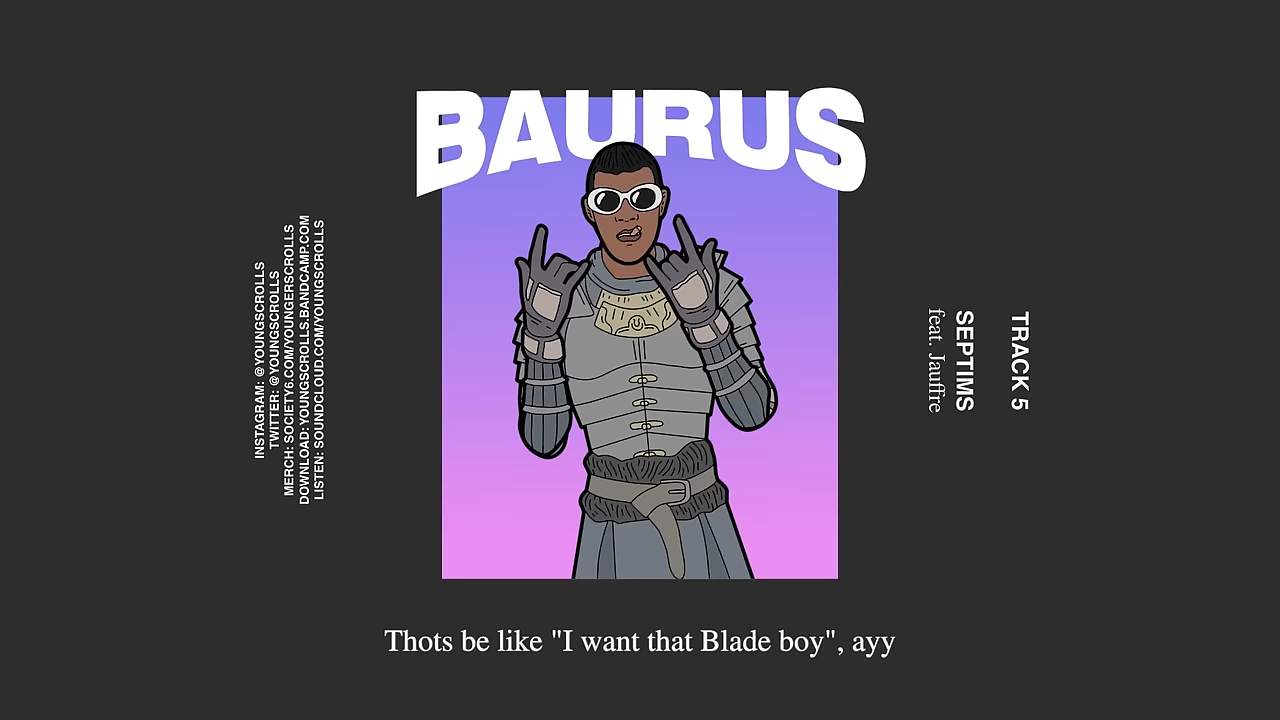 BAURUS
INSTAGRAM: @YOUNGSCROLLS
TWITTER: @YOUNGSCROLLS
MERCH: SOCIETY6.COM/YOUNGERSCROLLS
DOWNLOAD: YOUNGSCROLLS.BANDCAMP.COM
LISTEN: SOUNDCLOUD.COM/YOUNGSCROLLS
TRACK 5
SEPTIMS
feat. Jauffre
Thots be like "I want that Blade boy", ayy